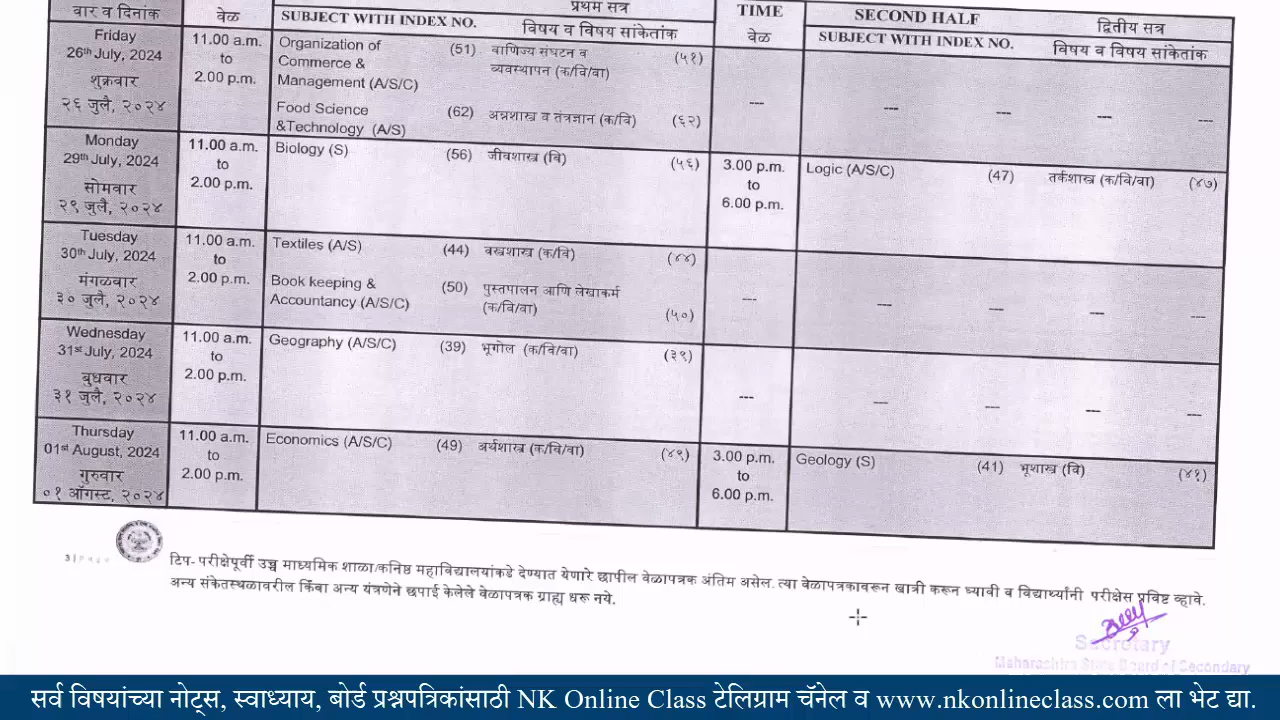 वार व दिनांक वेळ SUBJECT WITH INDEX NO. प्रथम सत्र विषय व विषय सांकेतांक TIME वेळ SECOND HALF SUBJECT WITH INDEX NO. द्वितीय सत्र विषय व विषय सांकेतांक
Friday 11.00 a.m. Organization of (51) वाणिज्य संघटन व (५१)
26th July, 2024 to Commerce & व्यवस्थापन (क/वि/वा)
शुक्रवार 2.00 p.m. Management (A/S/C) --- --- --- --- ---
२६ जुलै, २०२४ Food Science (62) अन्नशास्त्र व तंत्रज्ञान (क/वि) (६२)
&Technology (A/S)
Monday 11.00 a.m. Biology (S) (56) जीवशास्त्र (वि) (५६) 3.00 p.m. Logic (A/S/C) (47) तर्कशास्त्र (क/वि/वा) (४७)
29th July, 2024 to to
सोमवार 2.00 p.m. 6.00 p.m.
२९ जुलै, २०२४
Tuesday 11.00 a.m. Textiles (A/S) (44) वस्त्रशास्त्र (क/वि) (४४)
30th July, 2024 to
मंगळवार 2.00 p.m. Book keeping & (50) पुस्तपालन आणि लेखाकर्म --- --- --- --- ---
३० जुलै, २०२४ Accountancy (A/S/C) (क/वि/वा) (५०)
Wednesday 11.00 a.m. Geography (A/S/C) (39) भूगोल (क/वि/वा) (३९)
31st July, 2024 to
बुधवार 2.00 p.m. --- --- --- --- ---
३१ जुलै, २०२४
Thursday 11.00 a.m. Economics (A/S/C) (49) अर्थशास्त्र (क/वि/वा) (४९) 3.00 p.m. Geology (S) (41) भूशास्त्र (वि) (४१)
01st August, 2024 to to
गुरुवार 2.00 p.m. 6.00 p.m.
०१ ऑगस्ट, २०२४
3 | Page
टिप- परीक्षेपूर्वी उच्च माध्यमिक शाळा/कनिष्ठ महाविद्यालयांकडे देण्यात येणारे छापील वेळापत्रक अंतिम असेल. त्या वेळापत्रकावरून खात्री करून घ्यावी व विद्यार्थ्यांनी परीक्षेस प्रविष्ट व्हावे.
अन्य संकेतस्थळावरील किंवा अन्य यंत्रणेने छपाई केलेले वेळापत्रक ग्राह्य धरू नये.
Secretary
Maharashtra State Board of Secondary
सर्व विषयांच्या नोट्स, स्वाध्याय, बोर्ड प्रश्नपत्रिकांसाठी NK Online Class टेलिग्राम चॅनेल व www.nkonlineclass.com ला भेट द्या.